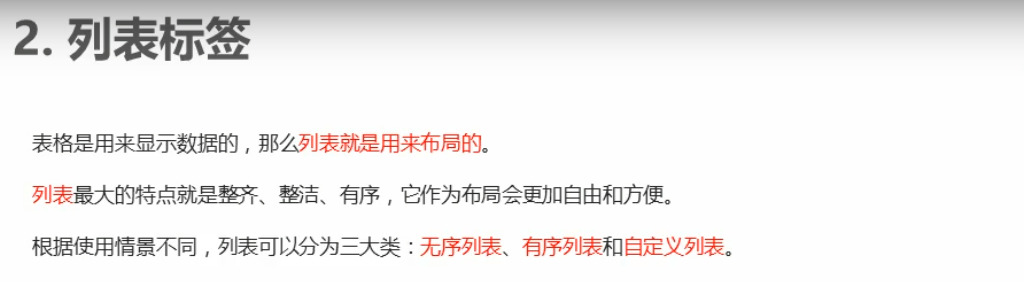 2. 列表标签
表格是用来显示数据的，那么列表就是用来布局的。
列表最大的特点就是整齐、整洁、有序，它作为布局会更加自由和方便。
根据使用情景不同，列表可以分为三大类：无序列表、有序列表和自定义列表。